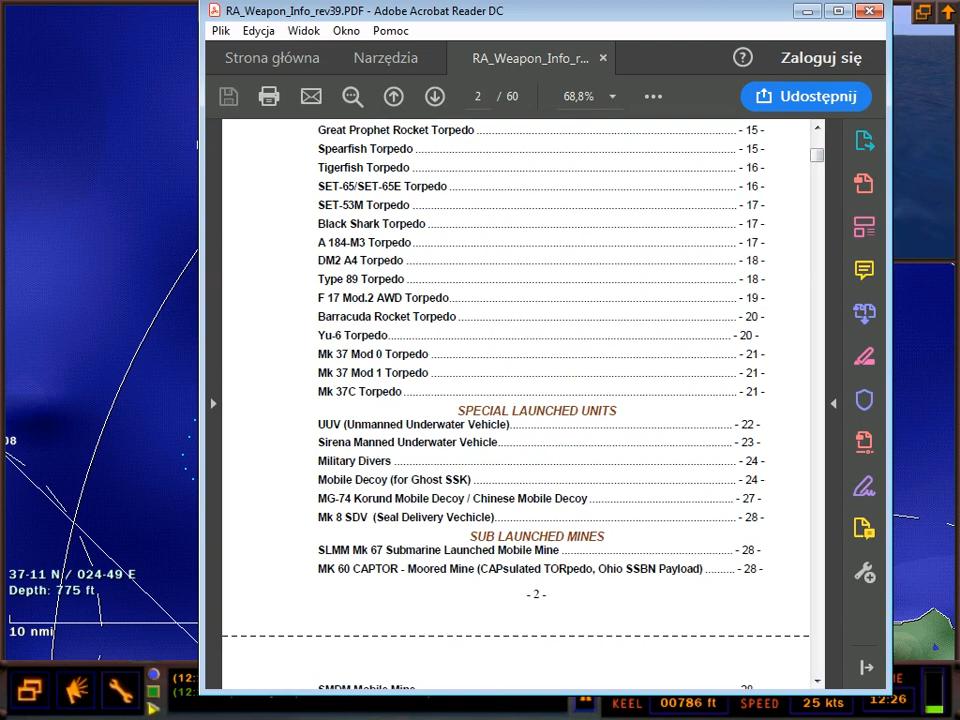 RA_Weapon_Info_rev39.PDF - Adobe Acrobat Reader DC
Plik Edycja Widok Okno Pomoc
Strona główna Narzędzia RA_Weapon_Info_r... × Zaloguj się
2 / 60 68,8% Udostępnij
Great Prophet Rocket Torpedo - 15 -
Spearfish Torpedo - 15 -
Tigerfish Torpedo - 16 -
SET-65/SET-65E Torpedo - 16 -
SET-53M Torpedo - 17 -
Black Shark Torpedo - 17 -
A 184-M3 Torpedo - 17 -
DM2 A4 Torpedo - 18 -
Type 89 Torpedo - 18 -
F 17 Mod.2 AWD Torpedo - 19 -
Barracuda Rocket Torpedo - 20 -
Yu-6 Torpedo - 20 -
Mk 37 Mod 0 Torpedo - 21 -
Mk 37 Mod 1 Torpedo - 21 -
Mk 37C Torpedo - 21 -
SPECIAL LAUNCHED UNITS
UUV (Unmanned Underwater Vehicle) - 22 -
Sirena Manned Underwater Vehicle - 23 -
Military Divers - 24 -
Mobile Decoy (for Ghost SSK) - 24 -
MG-74 Korund Mobile Decoy / Chinese Mobile Decoy - 27 -
Mk 8 SDV (Seal Delivery Vechicle) - 28 -
SUB LAUNCHED MINES
SLMM Mk 67 Submarine Launched Mobile Mine - 28 -
MK 60 CAPTOR - Moored Mine (CAPsulated TORpedo, Ohio SSBN Payload) - 28 -
- 2 -
SMDM Mobile Mine
08
37-11 N / 024-49 E
Depth: 775 ft
10 nmi
(12:
(12:
KEEL 00786 ft SPEED 25 kts 12:26